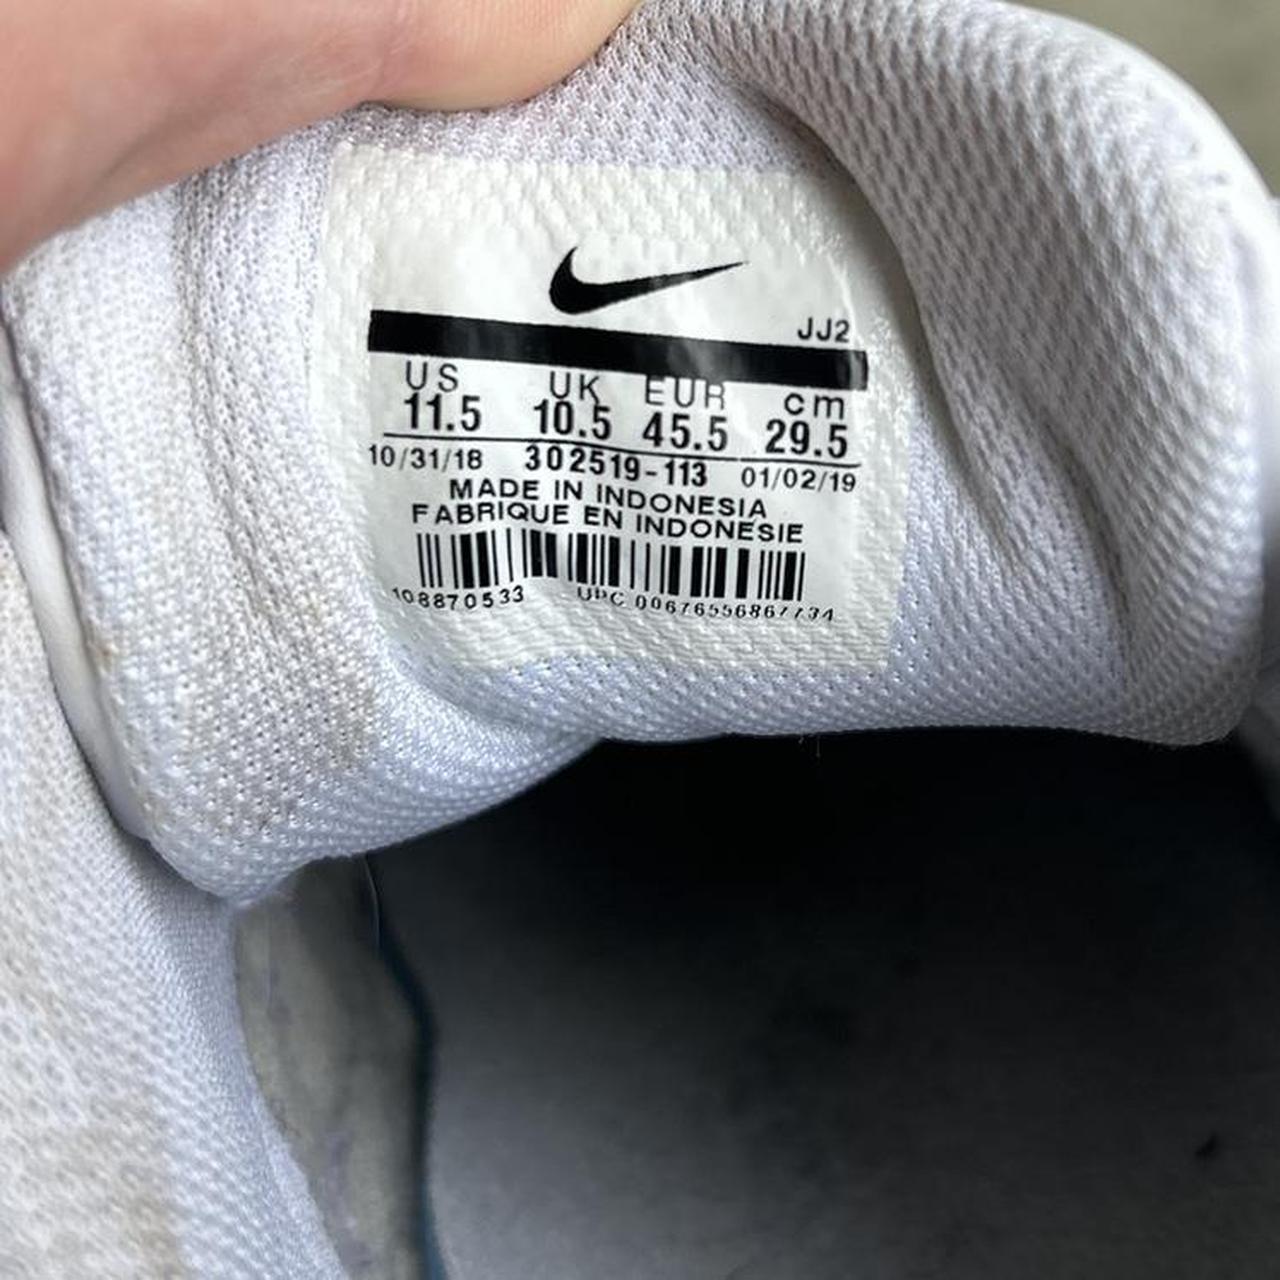 JJ2
US UK EUR cm
11.5 10.5 45.5 29.5
10/31/18 302519-113 01/02/19
MADE IN INDONESIA
FABRIQUE EN INDONÉSIE
108870533 UPC 00676556867734